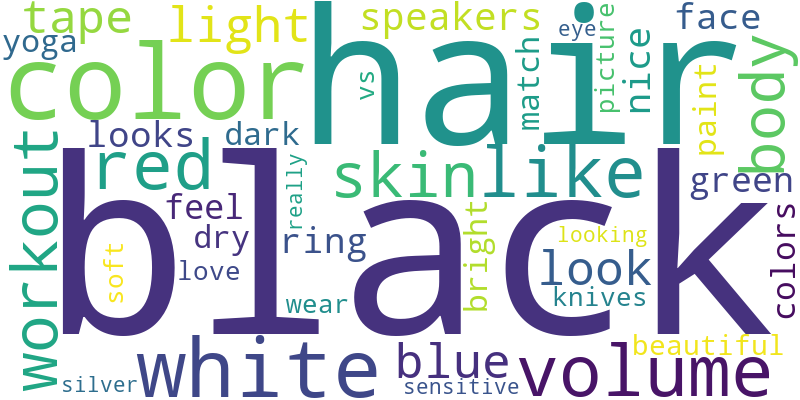 tape
light
speakers
eye
face
yoga
color
hair
vs
match
picture
nice
paint
body
looks
dark
workout
red
really
skin
like
green
feel
dry
ring
black
bright
looking
look
colors
soft
love
wear
knives
white
blue
volume
beautiful
silver
sensitive